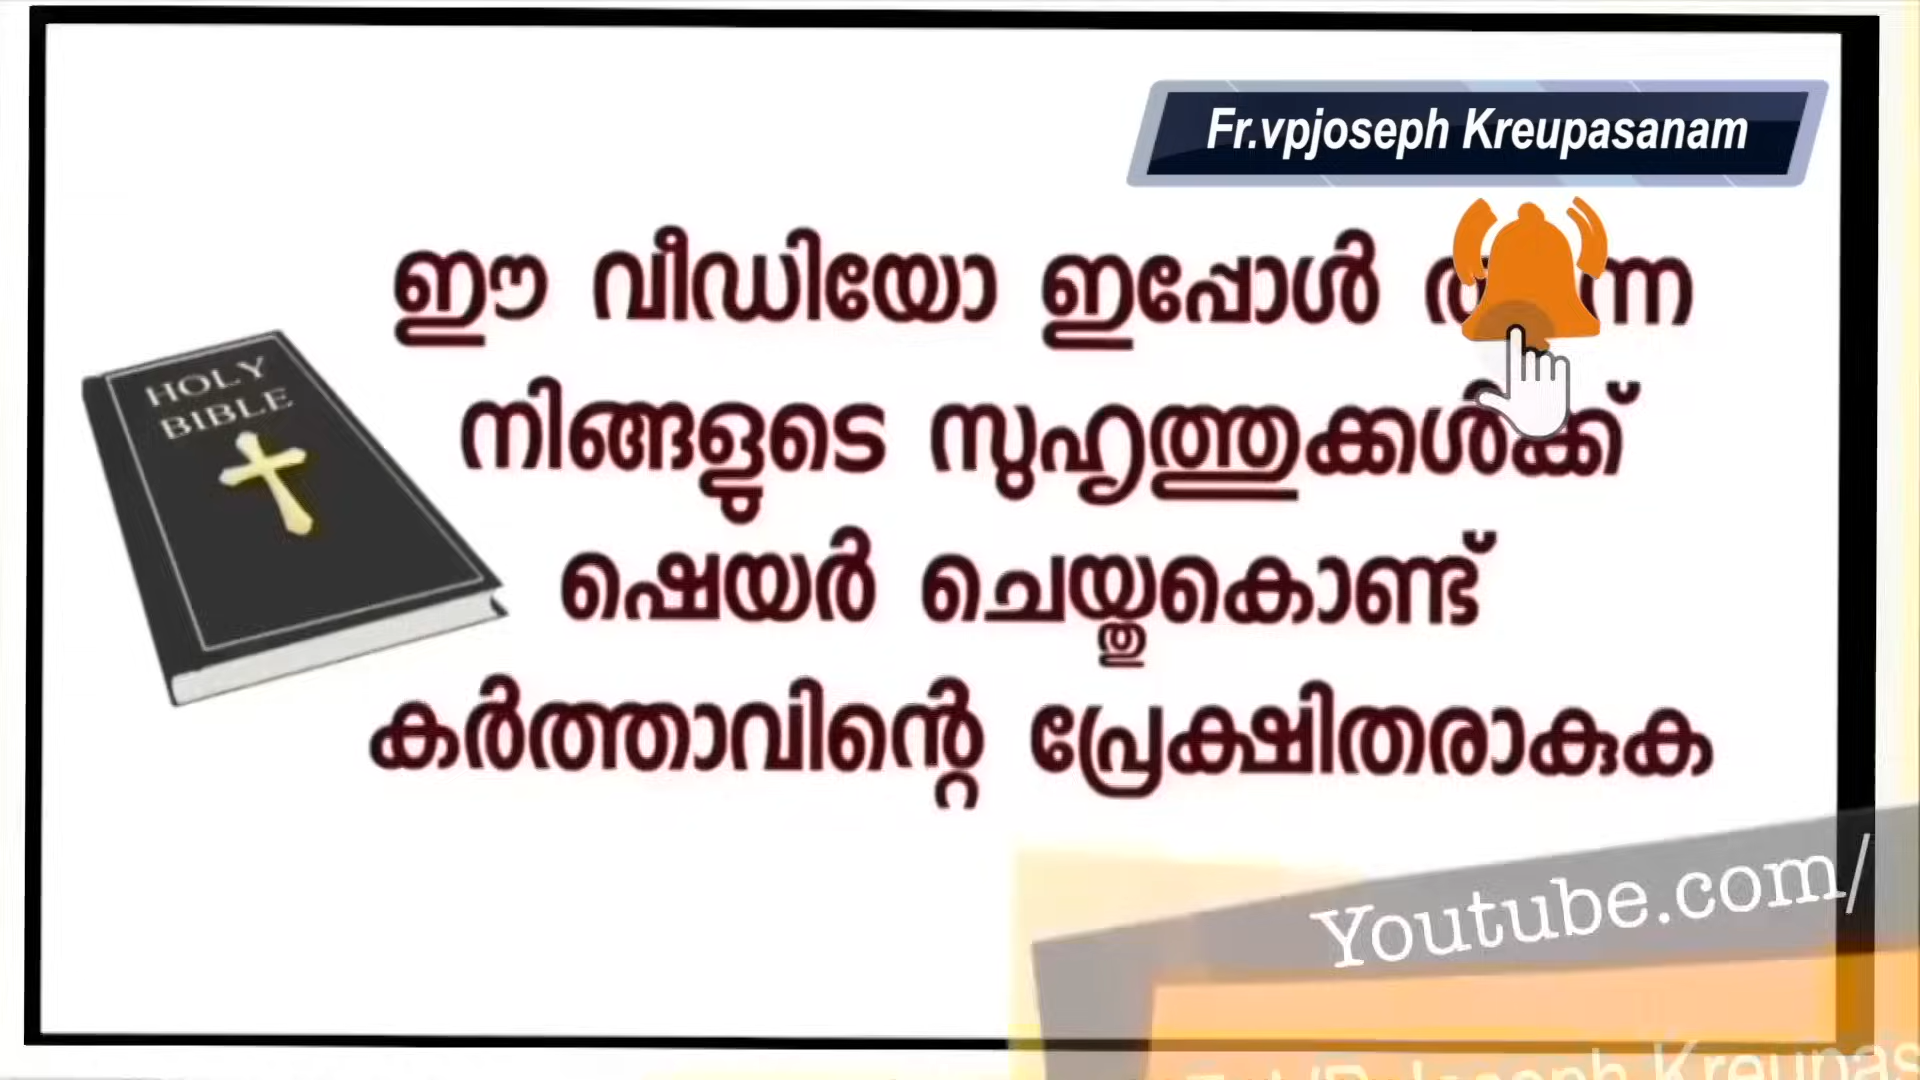 Fr.vpjoseph Kreupasanam
ഈ വീഡിയോ ഇപ്പോൾ
നിങ്ങളുടെ സുഹൃത്തുക്കൾക്ക്
ഷെയർ ചെയ്തുകൊണ്ട്
കർത്താവിന്റെ പ്രേക്ഷിതരാകുക
HOLY
BIBLE
Youtube.com/